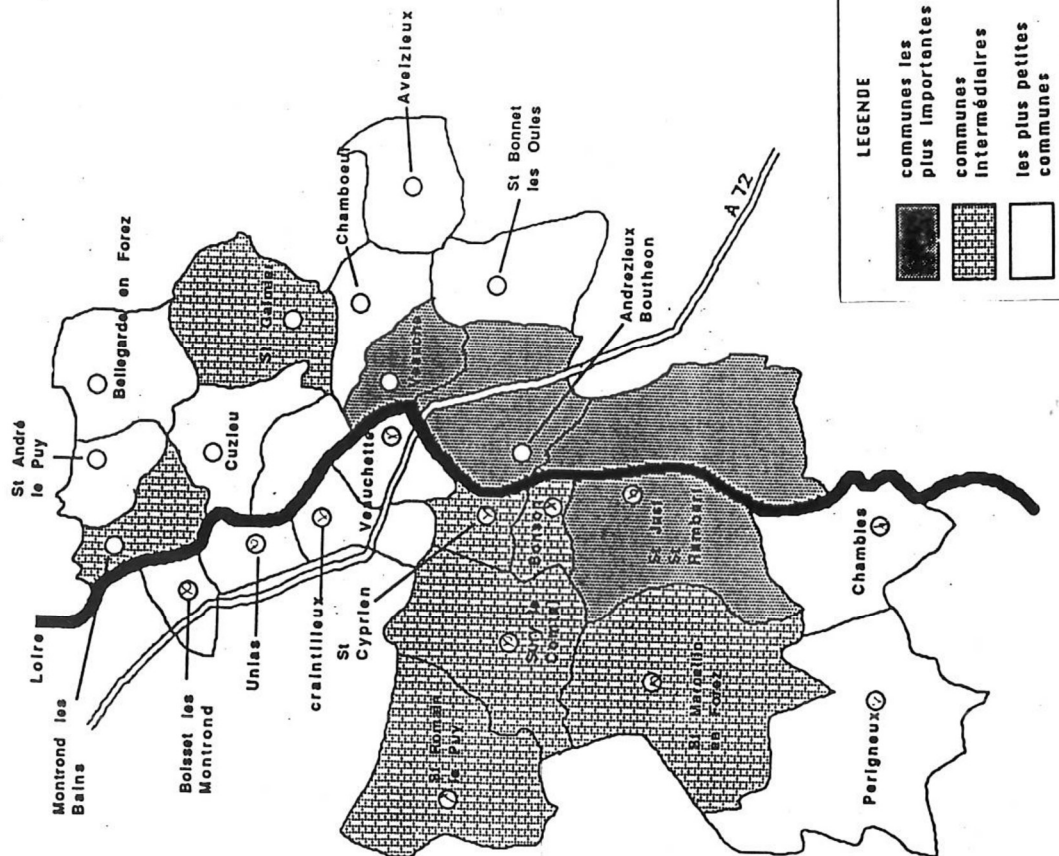 Loire
St André
le Puy
Bellegarde en Forez
Montrond les
Bains
St Galmier
Chamboeuf
Aveizieux
Cuzieu
Boisset les
Montrond
Unias
Veauche
St Bonnet
les Oules
craintilleux
Veauchette
St
Cyprien
Andrezieux
Bouthéon
A 72
Bonson
Sury le
Comtal
St Romain
le Puy
St Just
St
Rambert
St Marcellin
en Forez
Chambles
Perigneux
LEGENDE
communes les
plus importantes
communes
intermédiaires
les plus petites
communes